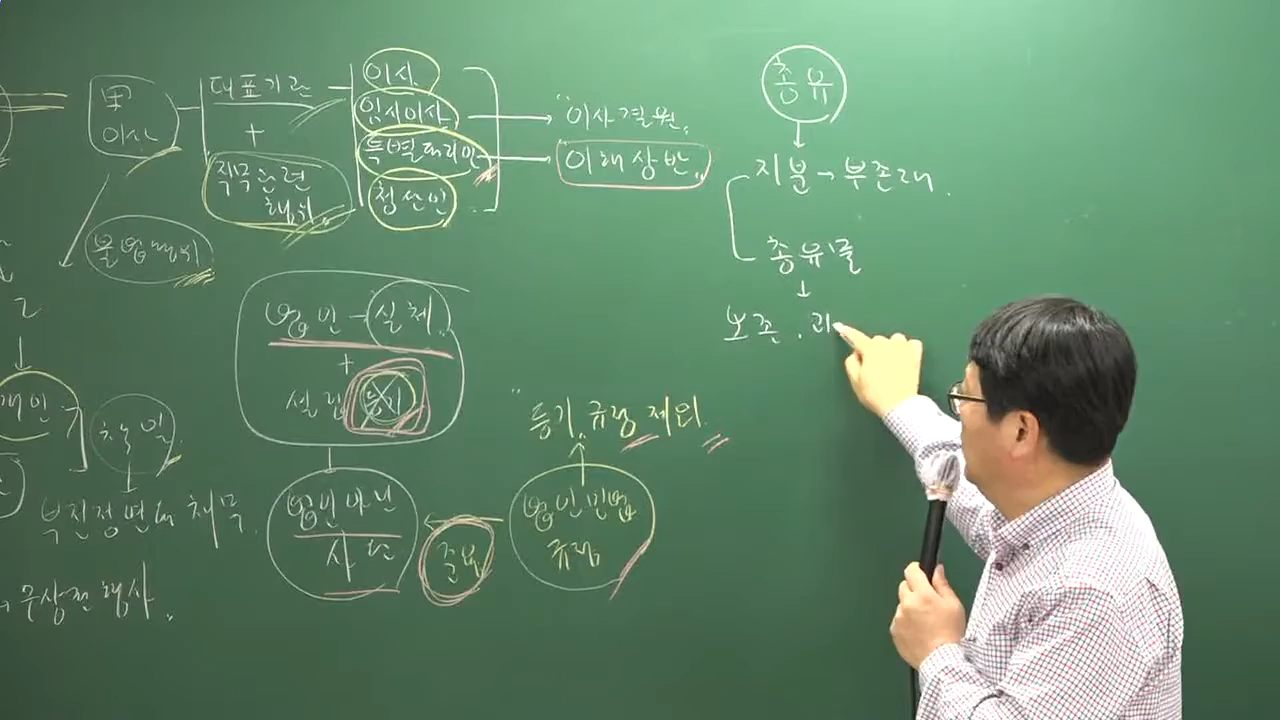 이사
대표기관
+
직무관련
행위
이사
임시이사
특별대리인
청산인
"이사결원"
이해상반"
불법행위
법인 - 실체
+
설립 등기
법인 아닌
사단
준용
법인민법
규정
"등기" 규정 제외
부진정연대 채무
총유
지분 → 부존재.
총유물
보존.